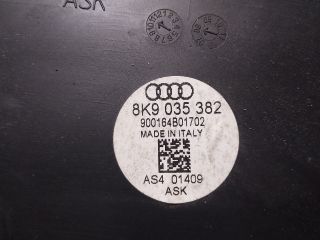 ASK
8K9 035 382
900164B01702
MADE IN ITALY
AS4 01409
ASK